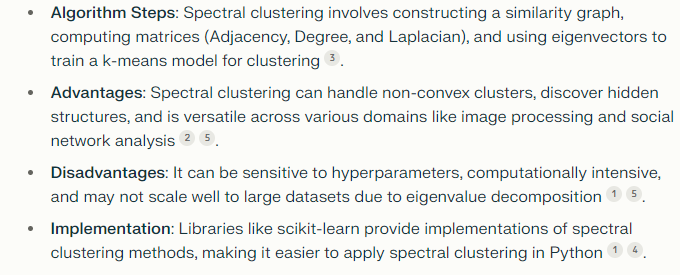 • Algorithm Steps: Spectral clustering involves constructing a similarity graph,
computing matrices (Adjacency, Degree, and Laplacian), and using eigenvectors to
train a k-means model for clustering 3.
• Advantages: Spectral clustering can handle non-convex clusters, discover hidden
structures, and is versatile across various domains like image processing and social
network analysis 2 5.
• Disadvantages: It can be sensitive to hyperparameters, computationally intensive,
and may not scale well to large datasets due to eigenvalue decomposition 1 5.
• Implementation: Libraries like scikit-learn provide implementations of spectral
clustering methods, making it easier to apply spectral clustering in Python 1 4.